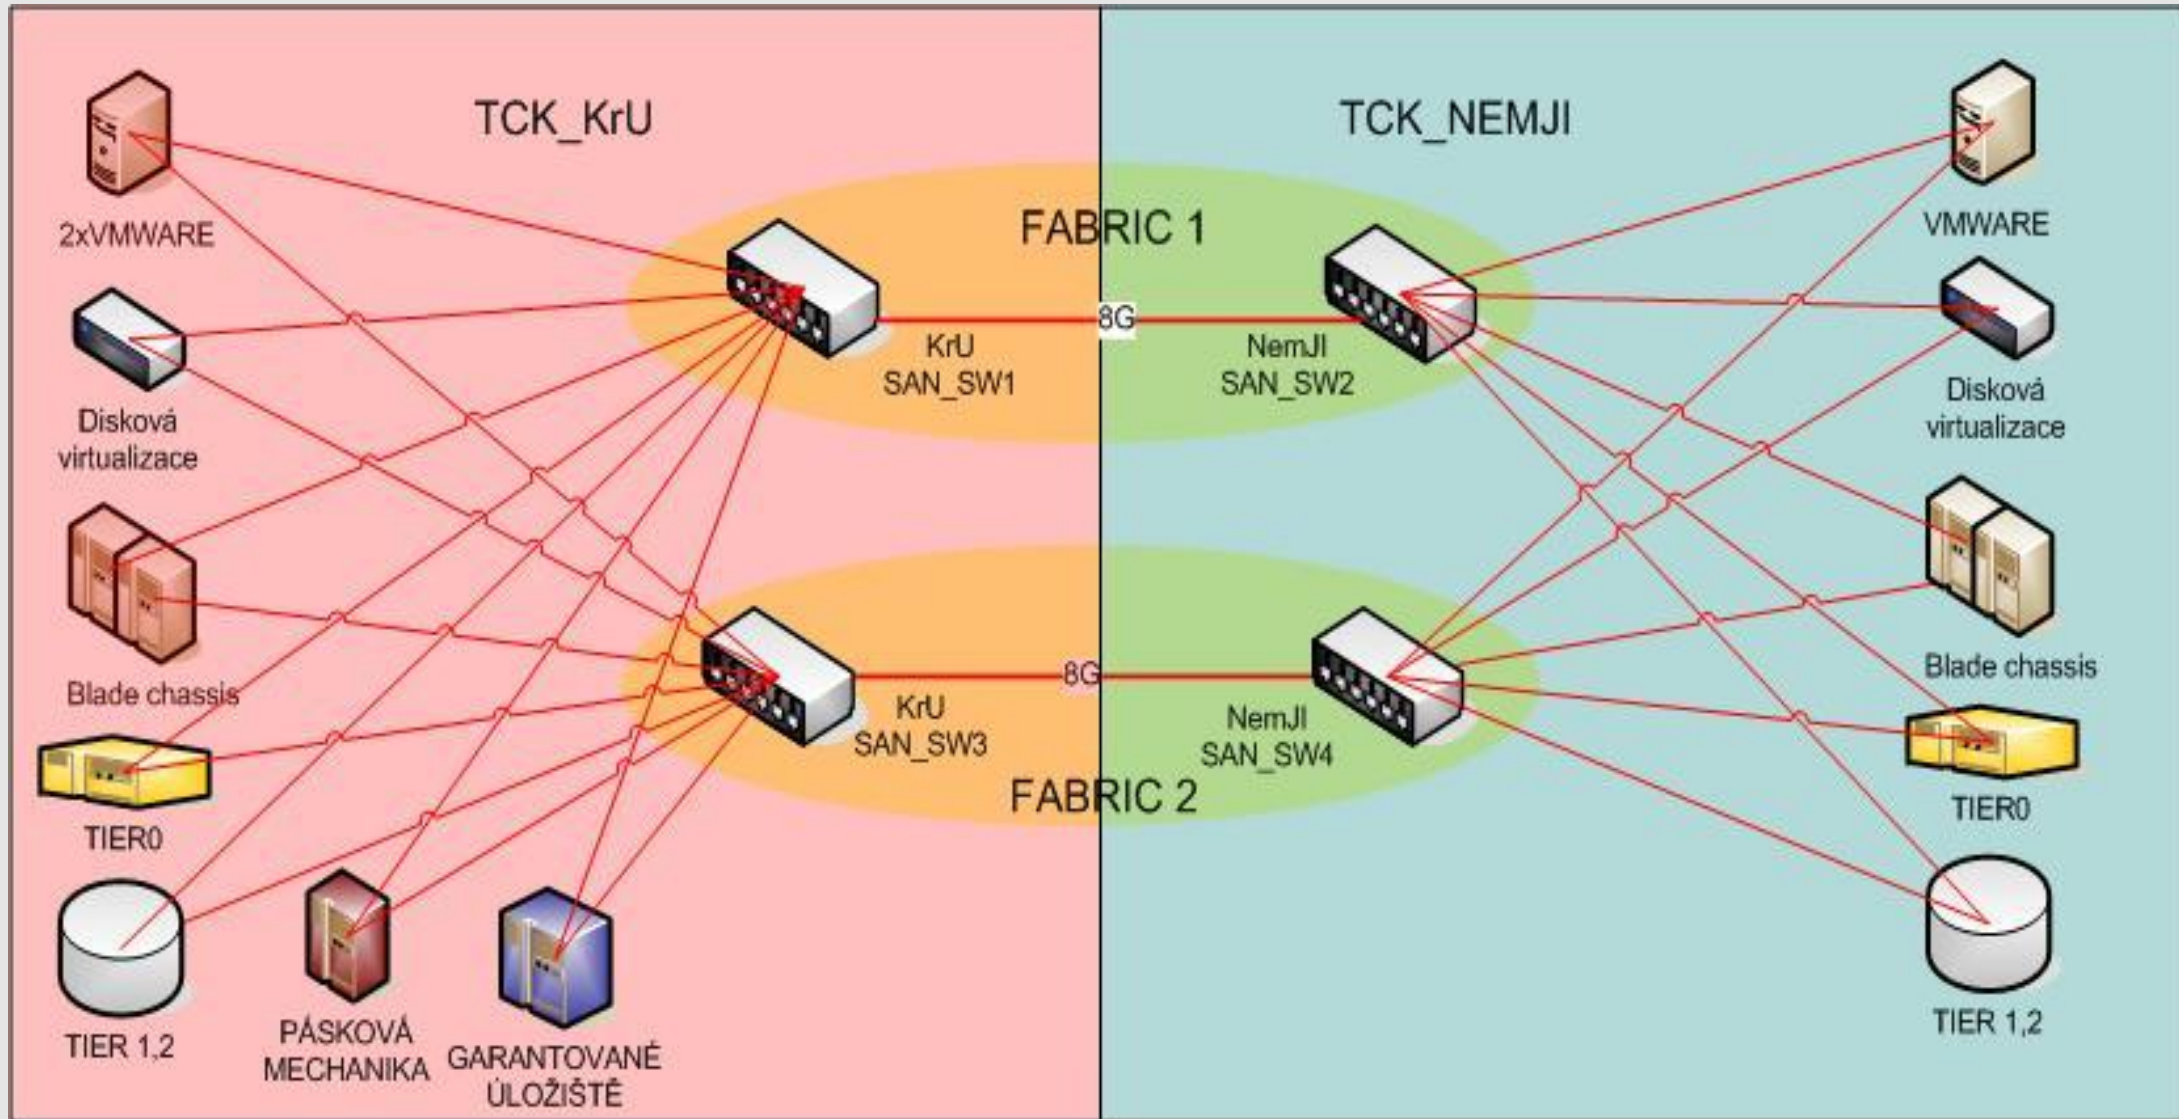 TCK_KrU
TCK_NEMJI
2xVMWARE
FABRIC 1
VMWARE
8G
KrU
SAN_SW1
NemJI
SAN_SW2
Disková
virtualizace
Disková
virtualizace
Blade chassis
8G
Blade chassis
KrU
SAN_SW3
NemJI
SAN_SW4
FABRIC 2
TIER0
TIER0
TIER 1,2
PÁSKOVÁ
MECHANIKA
GARANTOVANÉ
ÚLOŽIŠTĚ
TIER 1,2